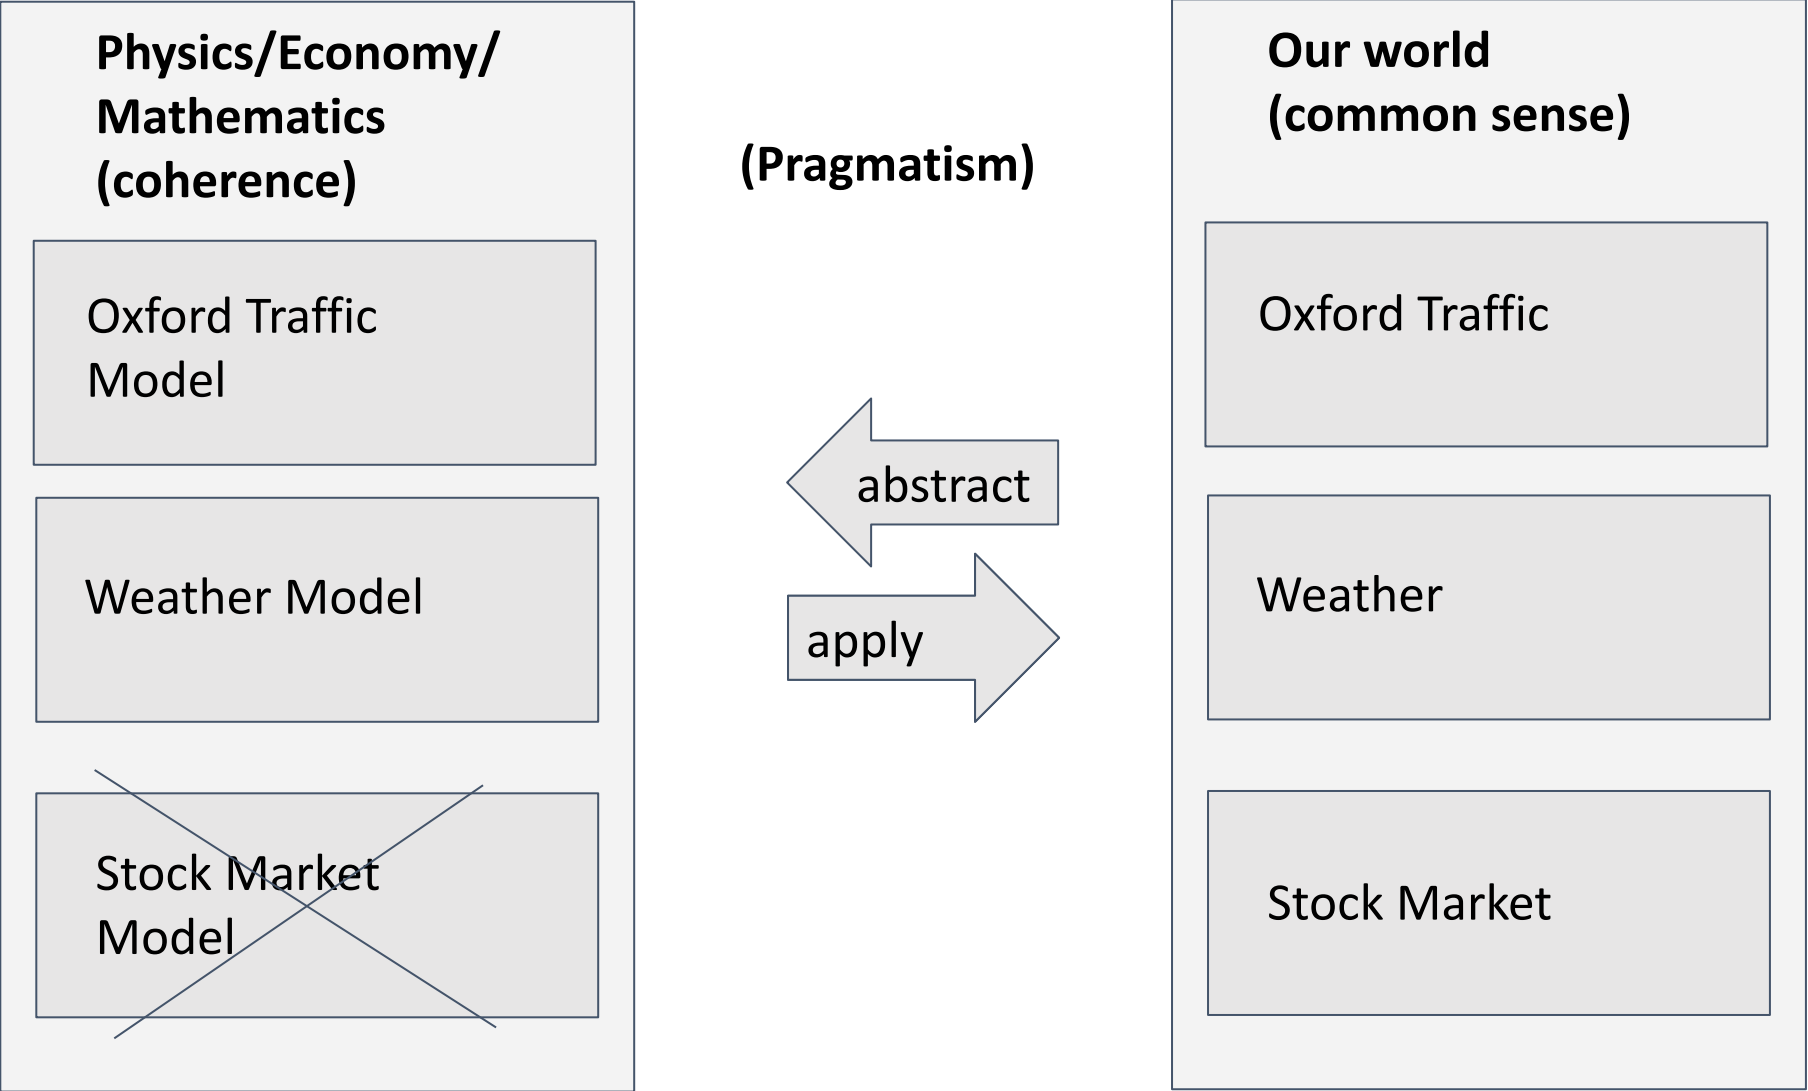 Physics/Economy/
Mathematics
(coherence)
Oxford Traffic
Model
Weather Model
Stock Market
Model
(Pragmatism)
abstract
apply
Our world
(common sense)
Oxford Traffic
Weather
Stock Market